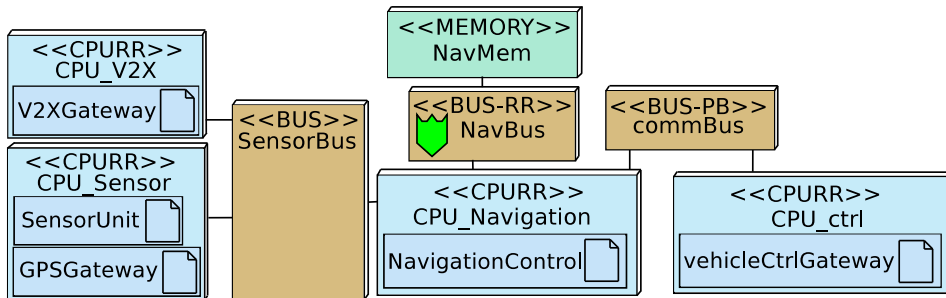 <<CPURR>>
CPU_V2X
V2XGateway
<<CPURR>>
CPU_Sensor
SensorUnit
GPSGateway
<<BUS>>
SensorBus
<<MEMORY>>
NavMem
<<BUS-RR>>
NavBus
<<CPURR>>
CPU_Navigation
NavigationControl
<<BUS-PB>>
commBus
<<CPURR>>
CPU_ctrl
vehicleCtrlGateway